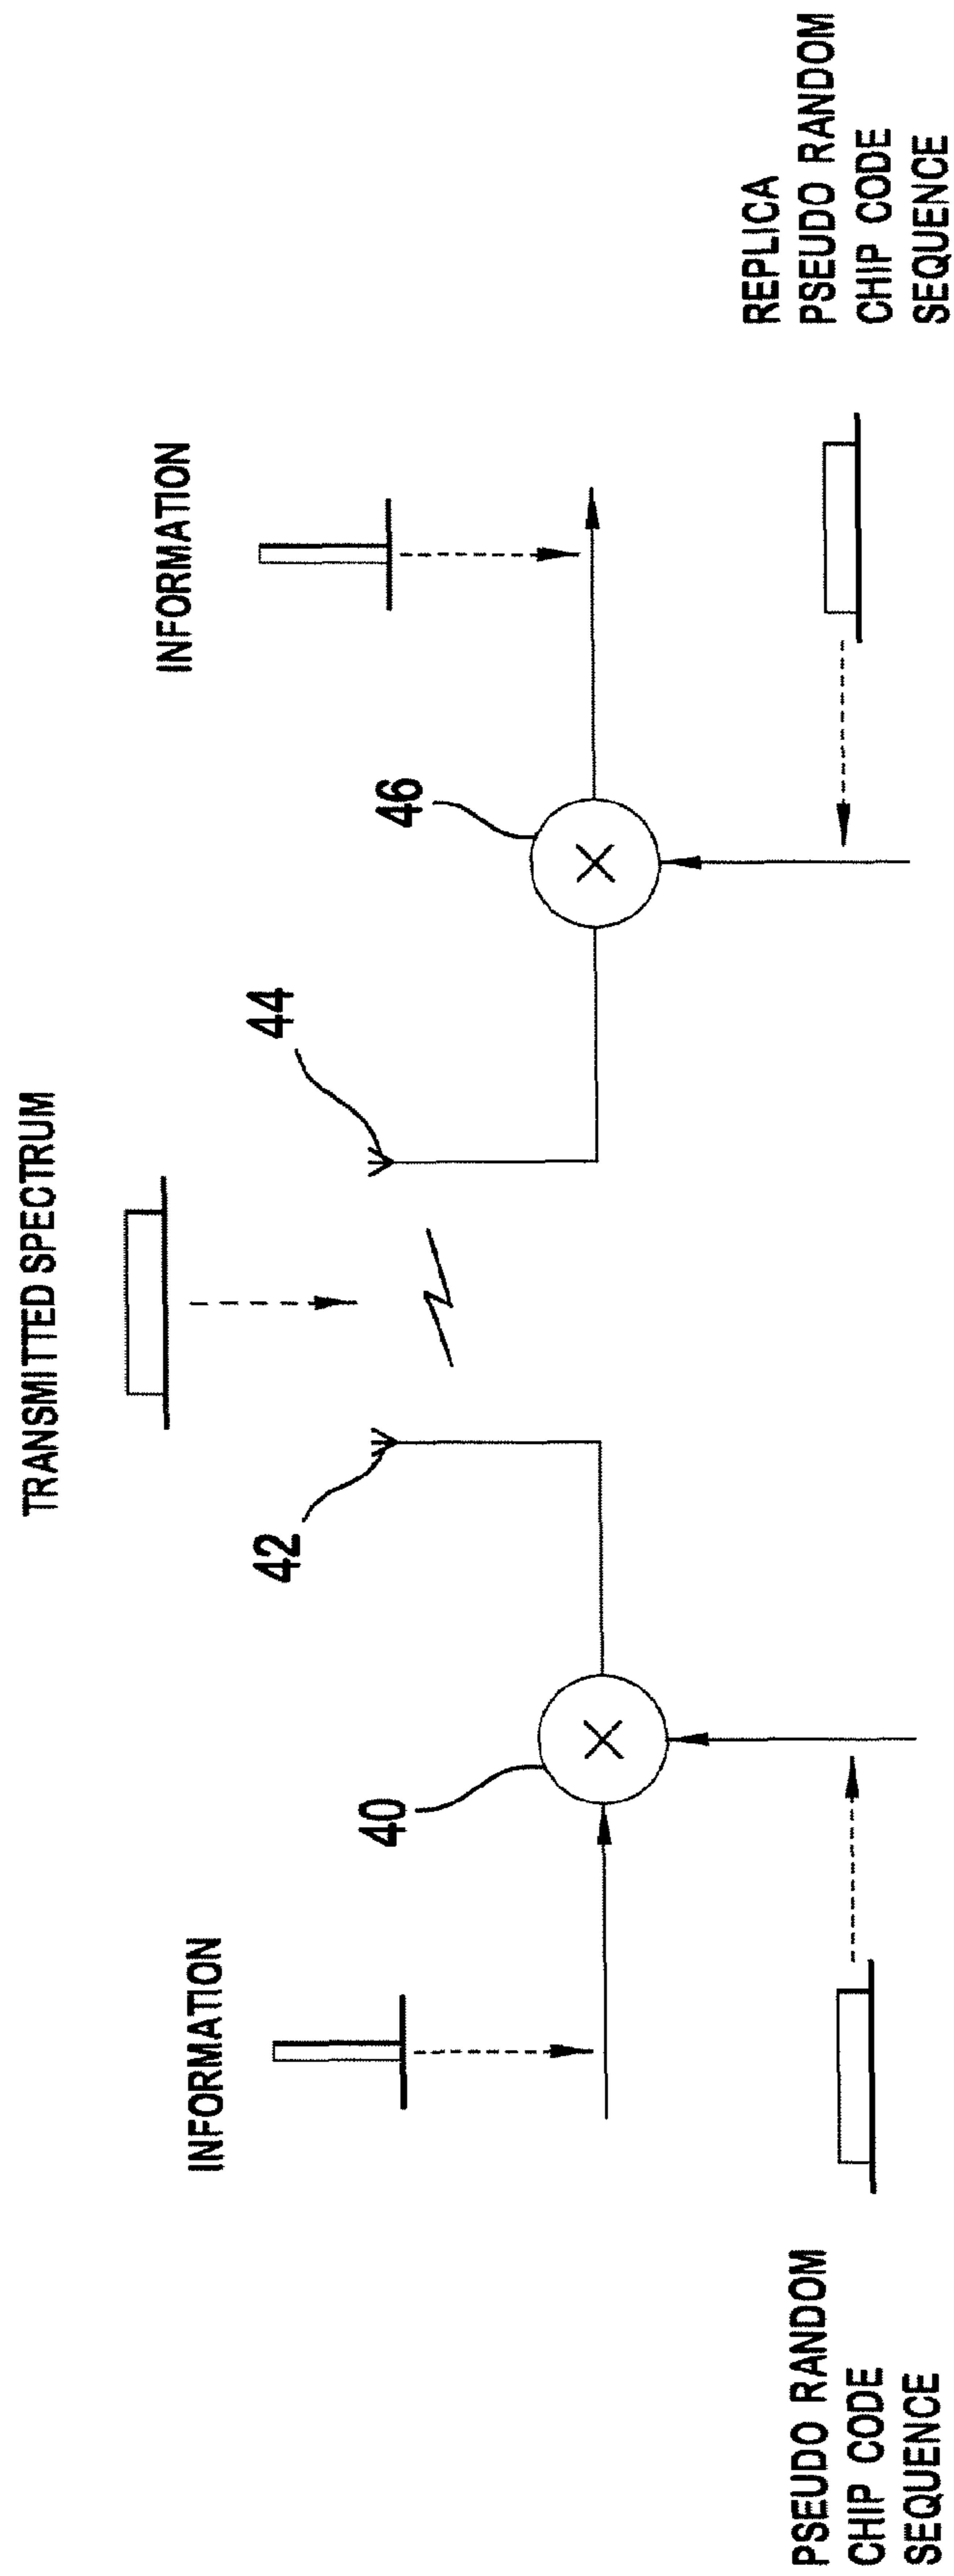 TRANSMITTED SPECTRUM
INFORMATION
INFORMATION
42
44
40
46
PSEUDO RANDOM
CHIP CODE
SEQUENCE
REPLICA
PSEUDO RANDOM
CHIP CODE
SEQUENCE